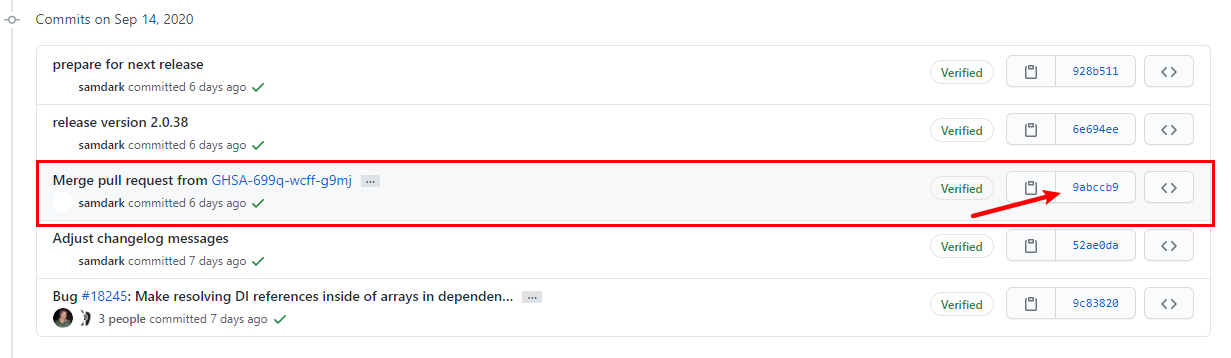 Commits on Sep 14, 2020
prepare for next release
samdark committed 6 days ago
Verified
928b511
release version 2.0.38
samdark committed 6 days ago
Verified
6e694ee
Merge pull request from GHSA-699q-wcff-g9mj ...
samdark committed 6 days ago
Verified
9abccb9
Adjust changelog messages
samdark committed 7 days ago
Verified
52ae0da
Bug #18245: Make resolving DI references inside of arrays in dependen... ...
3 people committed 7 days ago
Verified
9c83820